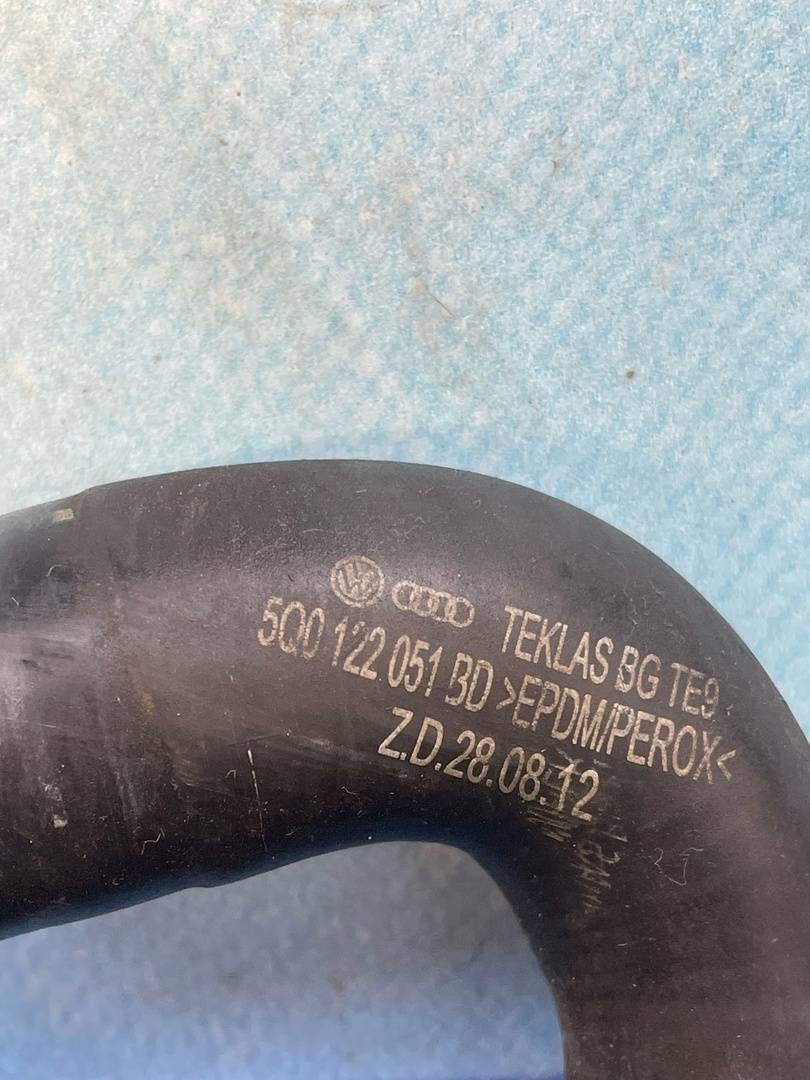 TEKLAS BG TE9
5Q0 122 051 BD >EPDM/PEROX<
Z.D.28.08.12